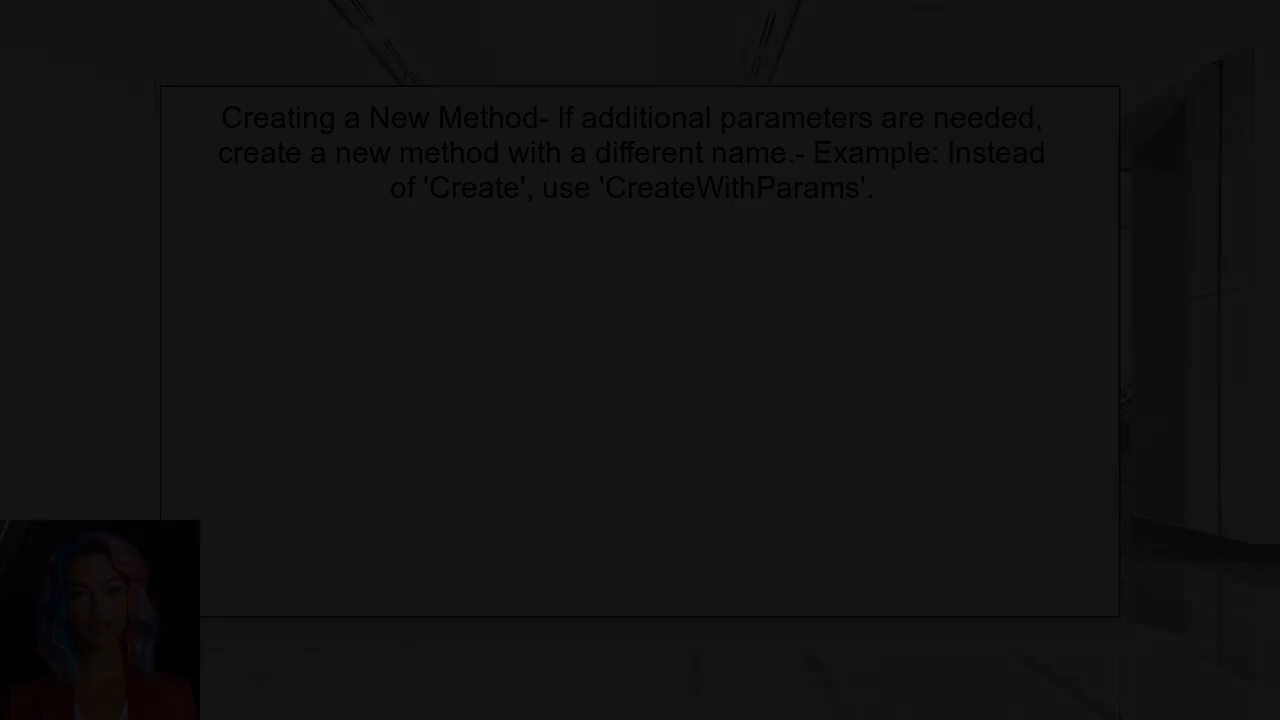 Creating a New Method- If additional parameters are needed,
create a new method with a different name.- Example: Instead
of 'Create', use 'CreateWithParams'.